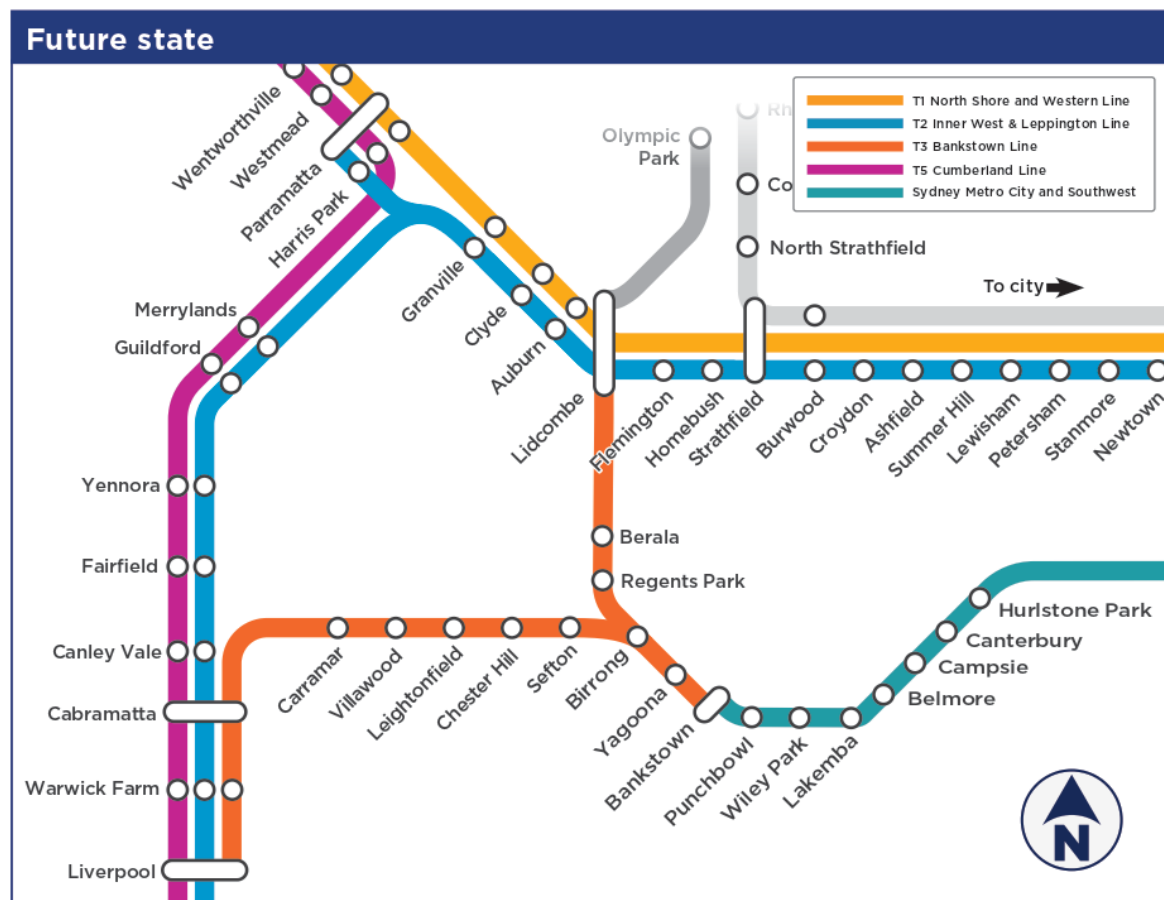 Future state
T1 North Shore and Western Line
T2 Inner West & Leppington Line
T3 Bankstown Line
T5 Cumberland Line
Sydney Metro City and Southwest
Wentworthville
Westmead
Parramatta
Harris Park
Olympic
Park
Rh
Co
North Strathfield
To city
Merrylands
Guildford
Granville
Clyde
Auburn
Lidcombe
Flemington
Homebush
Strathfield
Burwood
Croydon
Ashfield
Summer Hill
Lewisham
Petersham
Stanmore
Newtown
Yennora
Fairfield
Canley Vale
Cabramatta
Warwick Farm
Liverpool
Berala
Regents Park
Carramar
Villawood
Leightonfield
Chester Hill
Sefton
Birrong
Yagoona
Bankstown
Punchbowl
Wiley Park
Lakemba
Belmore
Campsie
Canterbury
Hurlstone Park
N